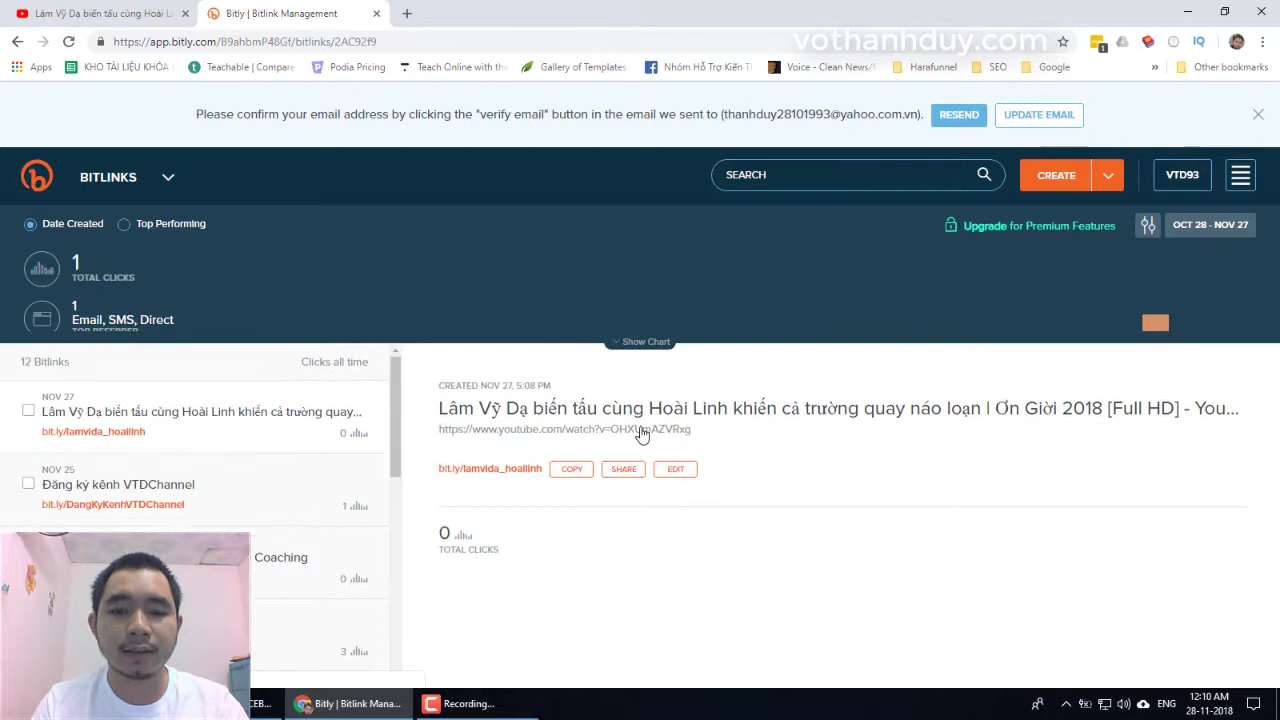 Lâm Vỹ Dạ biến tấu cùng Hoài Li
Bitly | Bitlink Management
https://app.bitly.com/B9ahbmP48Gf/bitlinks/2AC92f9
vothanhduy.com
Apps
KHO TÀI LIỆU KHÓA
Teachable | Compare
Podia Pricing
Teach Online with the
Gallery of Templates
Nhóm Hỗ Trợ Kiến T
Voice - Clean News/
Harafunnel
SEO
Google
Other bookmarks
Please confirm your email address by clicking the "verify email" button in the email we sent to (thanhduy28101993@yahoo.com.vn).
RESEND
UPDATE EMAIL
BITLINKS
SEARCH
CREATE
VTD93
Date Created
Top Performing
Upgrade for Premium Features
OCT 28 - NOV 27
1
TOTAL CLICKS
1
Email, SMS, Direct
TOP REFERRER
Show Chart
12 Bitlinks
Clicks all time
NOV 27
Lâm Vỹ Dạ biến tấu cùng Hoài Linh khiến cả trường quay...
bit.ly/lamvida_hoailinh
0
NOV 25
Đăng ký kênh VTDChannel
bit.ly/DangKyKenhVTDChannel
1
Coaching
0
3
CREATED NOV 27, 5:08 PM
Lâm Vỹ Dạ biến tấu cùng Hoài Linh khiến cả trường quay náo loạn | Ơn Giời 2018 [Full HD] - You...
bit.ly/lamvida_hoailinh
COPY
SHARE
EDIT
0
TOTAL CLICKS
Bitly | Bitlink Mana...
Recording...
ENG
12:10 AM
28-11-2018